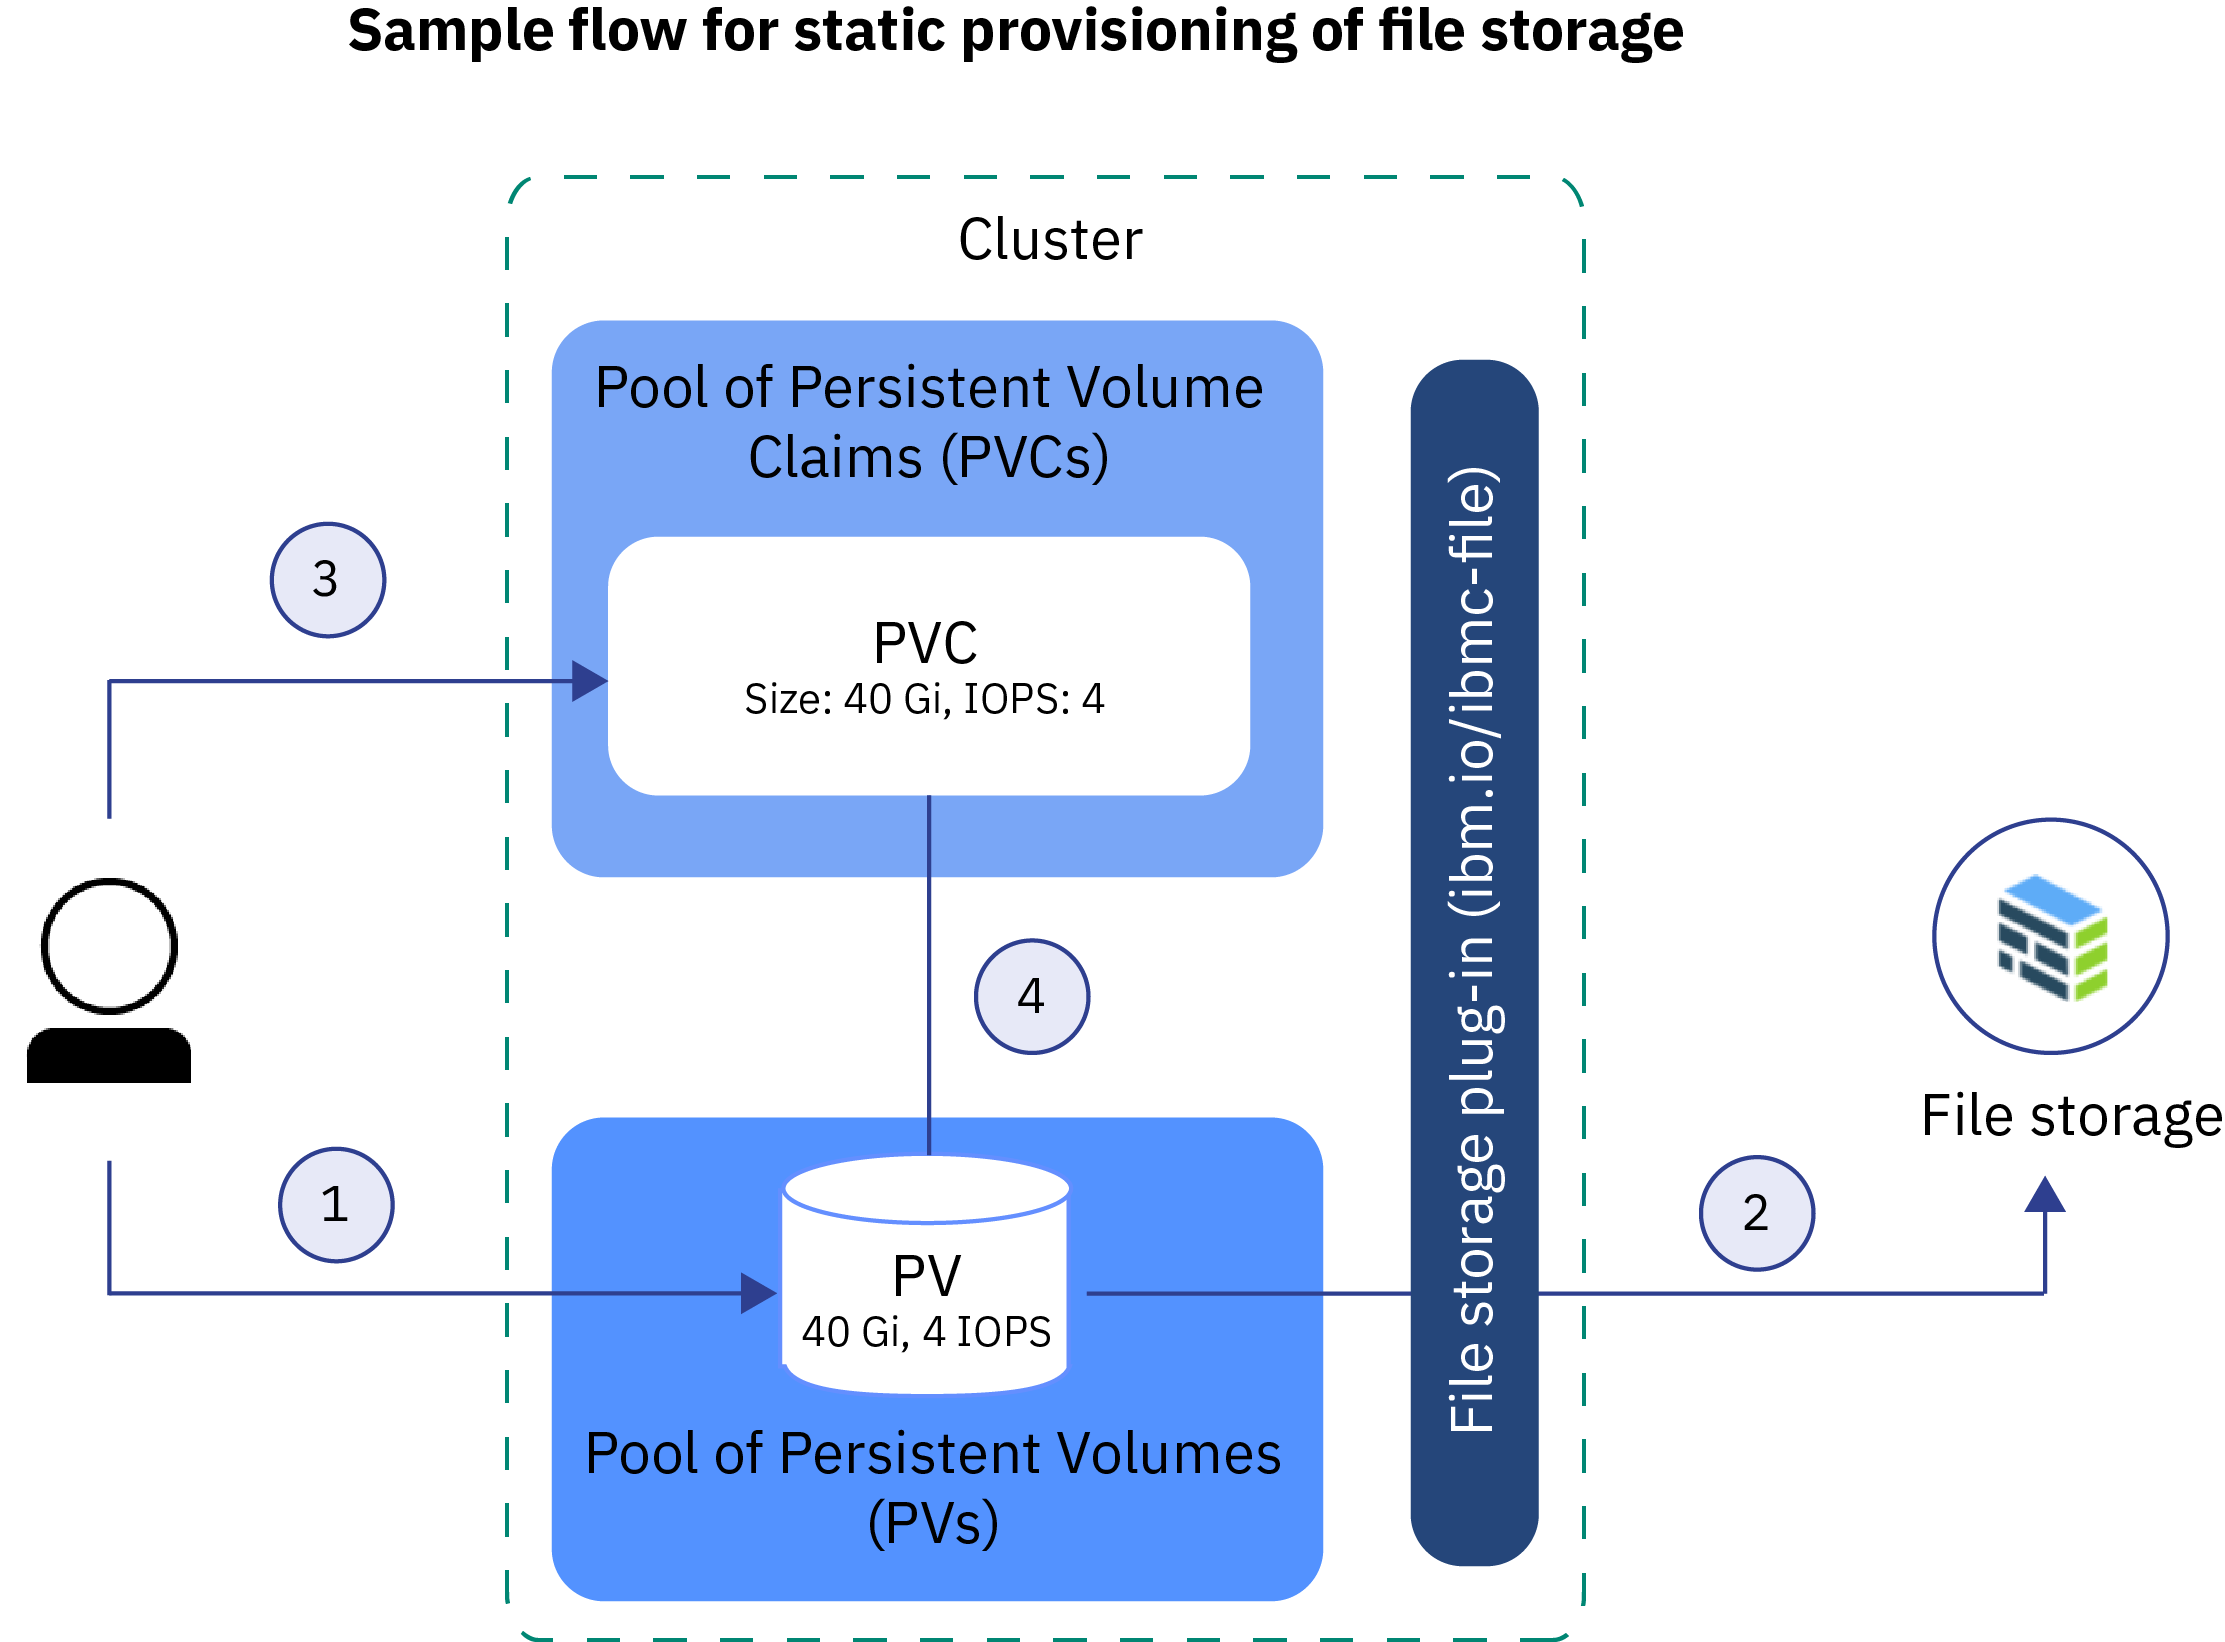 Sample flow for static provisioning of file storage
Cluster
Pool of Persistent Volume
Claims (PVCs)
3
PVC
Size: 40 Gi, IOPS: 4
File storage plug-in (ibm.io/ibmc-file)
4
File storage
1
2
PV
40 Gi, 4 IOPS
Pool of Persistent Volumes
(PVs)